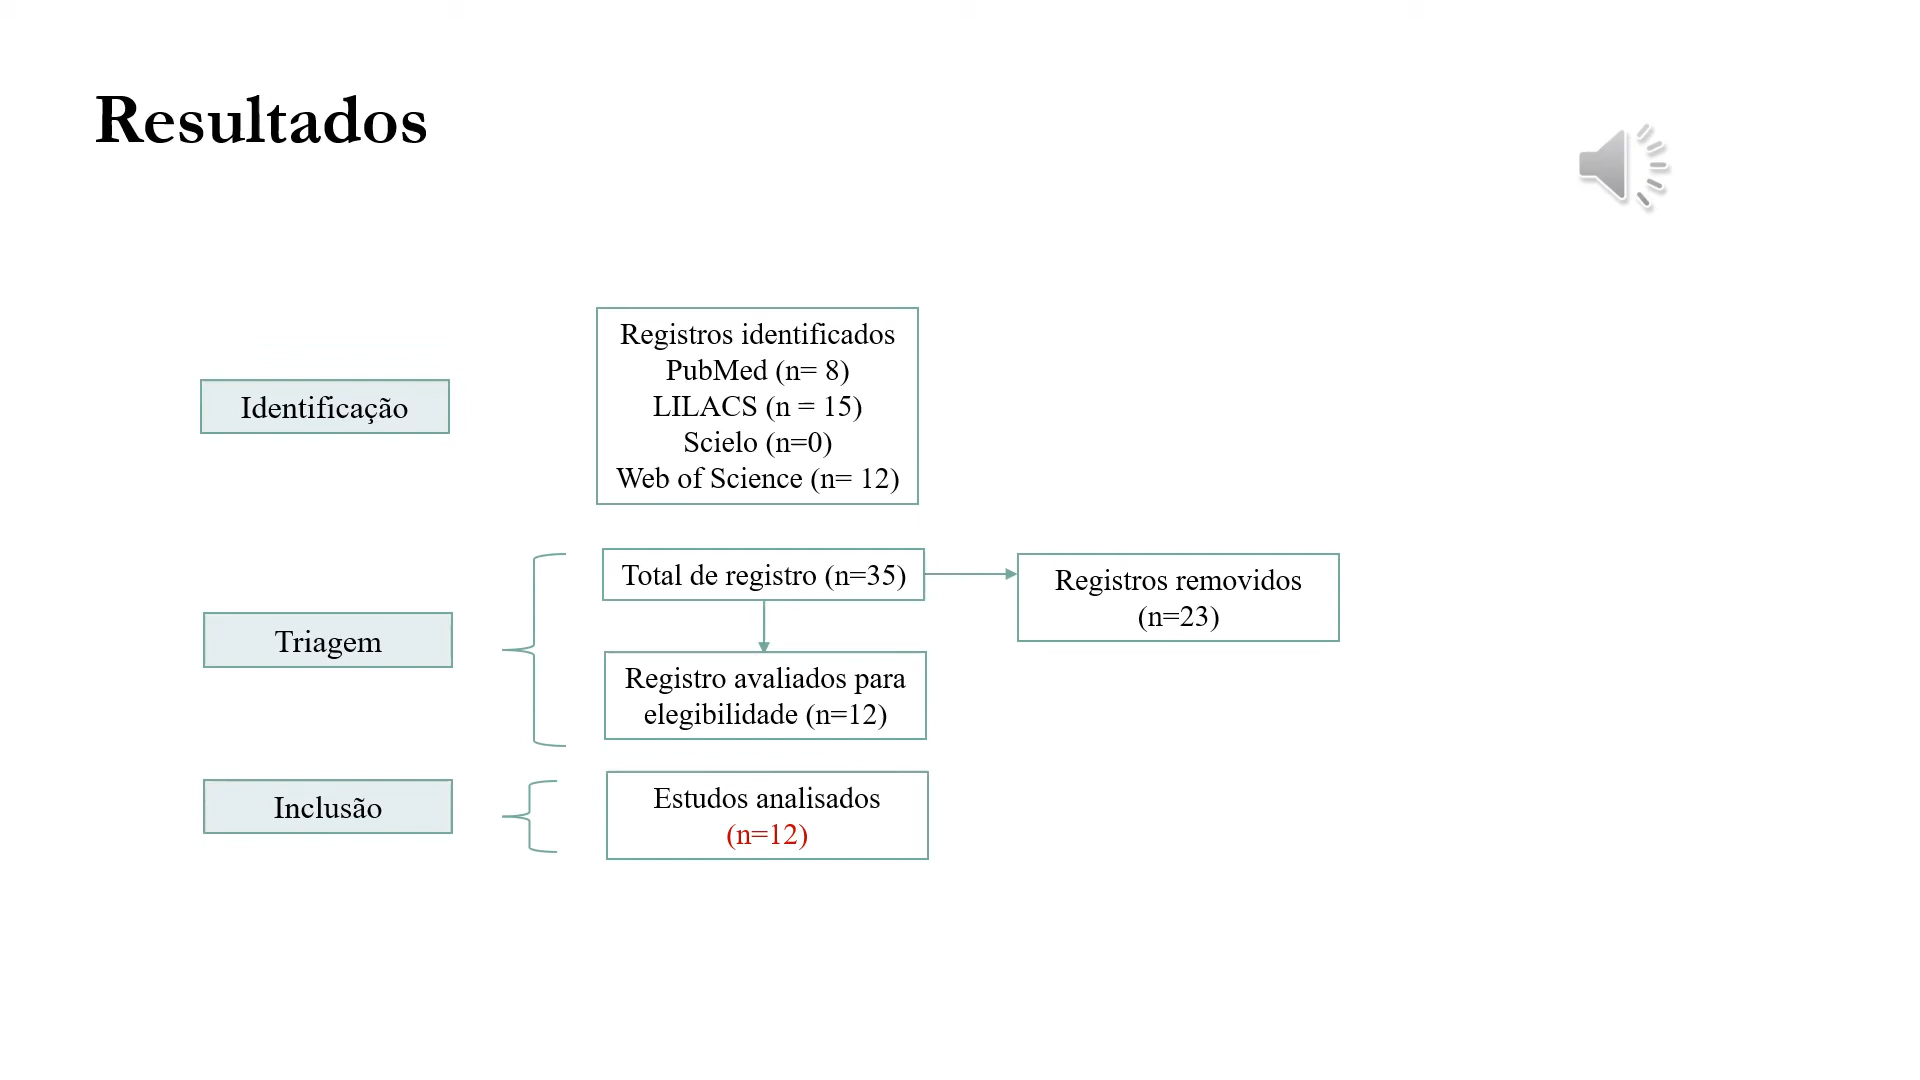 Resultados
Identificação
Registros identificados
PubMed (n= 8)
LILACS (n = 15)
Scielo (n=0)
Web of Science (n= 12)
Triagem
Total de registro (n=35)
Registros removidos
(n=23)
Registro avaliados para
elegibilidade (n=12)
Inclusão
Estudos analisados
(n=12)